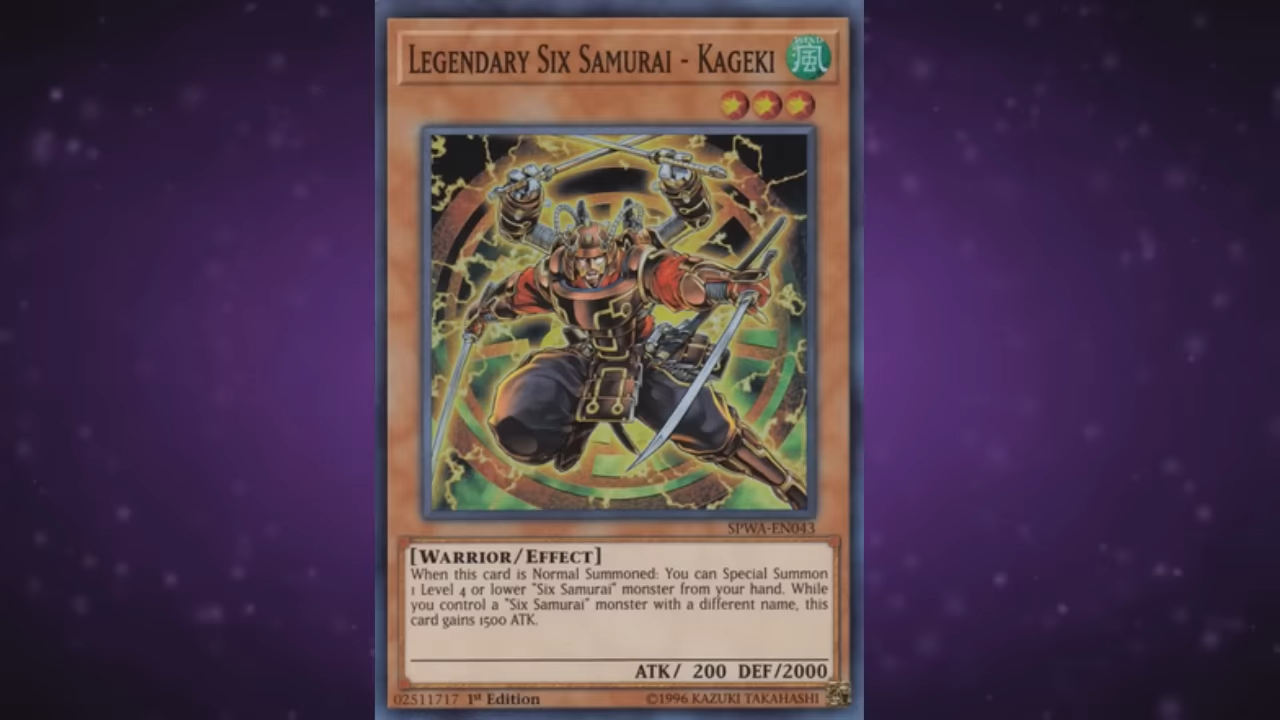 LEGENDARY SIX SAMURAI - KAGEKI
WIND
風
SPWA-EN043
[WARRIOR/EFFECT]
When this card is Normal Summoned: You can Special Summon
1 Level 4 or lower "Six Samurai" monster from your hand. While
you control a "Six Samurai" monster with a different name, this
card gains 1500 ATK.
ATK/ 200 DEF/2000
02511717 1st Edition
©1996 KAZUKI TAKAHASHI